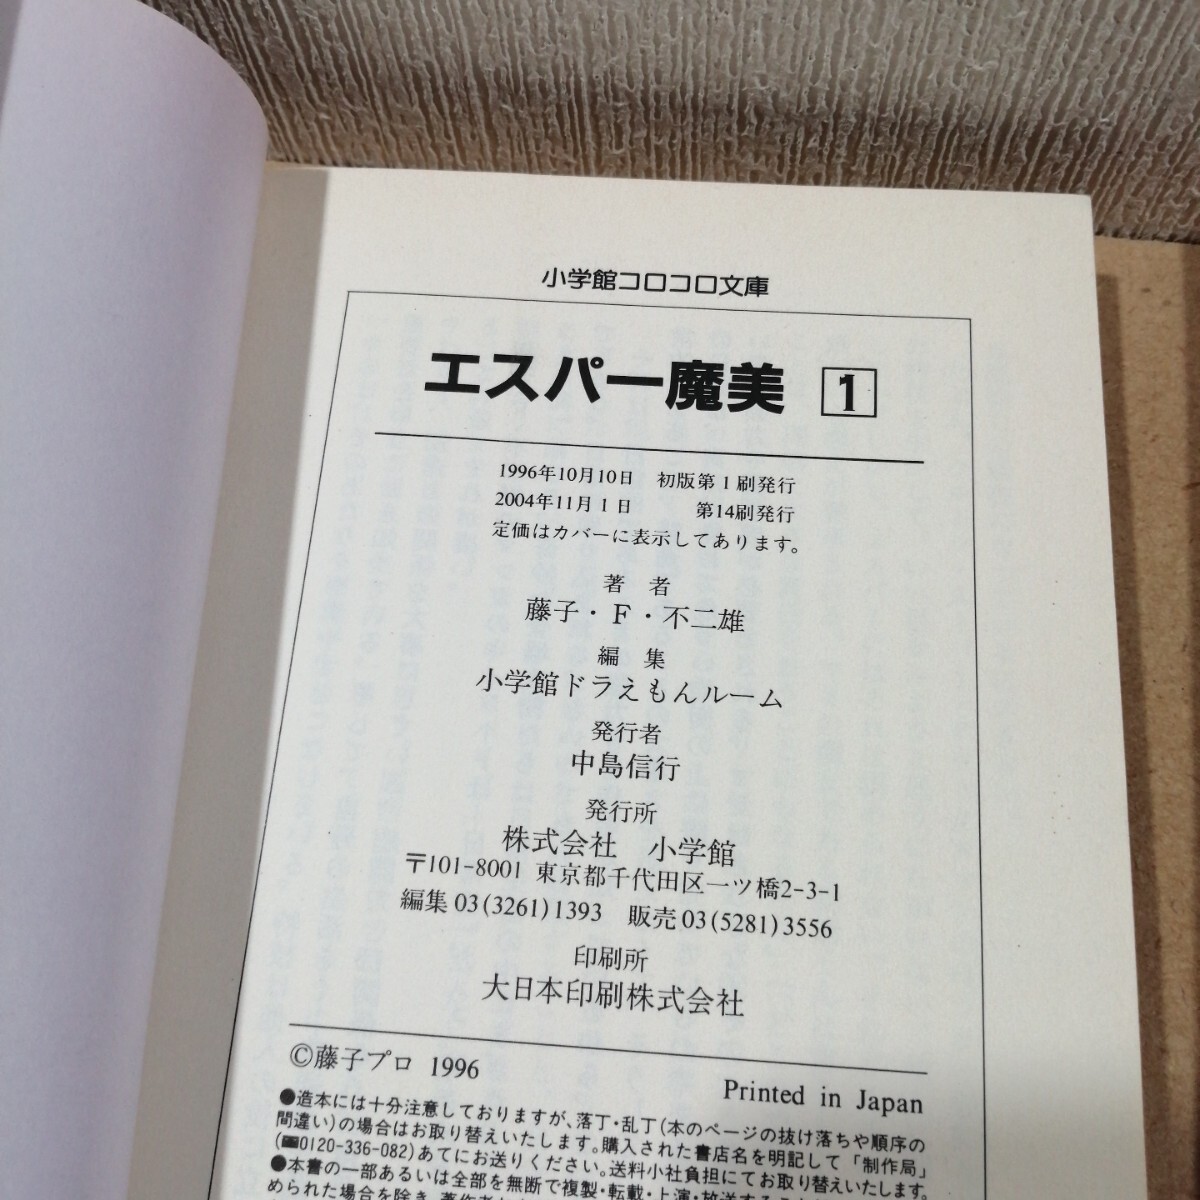 小学館コロコロ文庫
エスパー魔美 1
1996年10月10日　初版第1刷発行
2004年11月1日　第14刷発行
定価はカバーに表示してあります。
著　者
藤子・F・不二雄
編　集
小学館ドラえもんルーム
発行者
中島信行
発行所
株式会社　小学館
〒101-8001 東京都千代田区一ツ橋2-3-1
編集 03(3261)1393　販売 03(5281)3556
印刷所
大日本印刷株式会社
©藤子プロ 1996
Printed in Japan
●造本には十分注意しておりますが、落丁・乱丁(本のページの抜け落ちや順序の
間違い)の場合はお取り替えいたします。購入された書店名を明記して「制作局」
(0120-336-082)あてにお送りください。送料小社負担にてお取り替えいたします。
●本書の一部あるいは全部を無断で複製・転載・上演・放送する
められた場合を除き、著作者